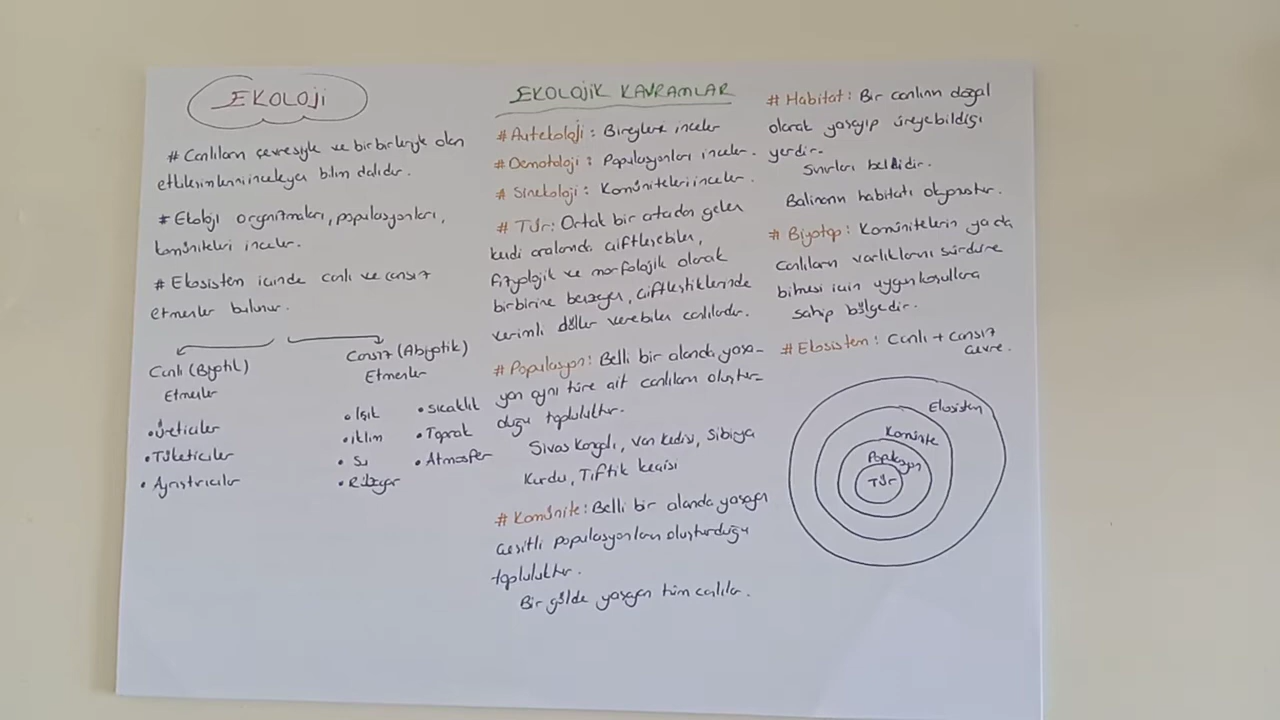 EKOLOJİ
# Canlıların çevresiyle ve birbirleriyle olan
etkileşimlerini inceleyen bilim dalıdır.
# Ekoloji organizmaları, populasyonları,
komüniteleri inceler.
# Ekosistem içinde canlı ve cansız
etmenler bulunur.
Canlı (Biyotik)
Etmenler
• Üreticiler
• Tüketiciler
• Ayrıştırıcılar
Cansız (Abiyotik)
Etmenler
• Işık
• iklim
• Su
• Rüzgar
• sıcaklık
• Toprak
• Atmosfer
EKOLOJİK KAVRAMLAR
# Autekoloji : Bireyleri inceler
# Demotoloji : Populasyonları inceler.
# Sinekoloji : Komüniteleri inceler.
# Tür : Ortak bir atadan gelen
kendi aralarında çiftleşebilen,
fizyolojik ve morfolojik olarak
birbirine benzeyen, çiftleştiklerinde
verimli döller verebilen canlılardır.
# Populasyon : Belli bir alanda yaşa-
yan aynı türe ait canlıların oluştur-
duğu topluluktur.
Sivas Kangalı, Van kedisi, Sibirya
Kurdu, Tiftik keçisi
# Komünite : Belli bir alanda yaşayan
çeşitli populasyonların oluşturduğu
topluluktur.
Bir gölde yaşayan tüm canlılar.
# Habitat : Bir canlının doğal
olarak yaşayıp üreyebildiği
yerdir.
Sınırları bellidir.
Balinanın habitatı okyanustur.
# Biyotop : Komünitelerin ya da
canlıların varlıklarını sürdüre
bilmesi için uygun koşullara
sahip bölgedir.
# Ekosistem : Canlı + cansız
çevre.
Ekosistem
Komünite
Populasyon
Tür